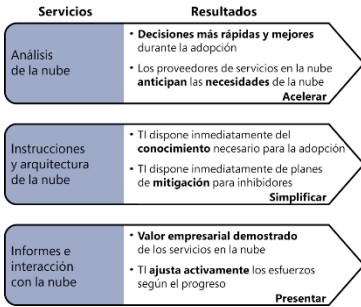 Servicios
Resultados
Análisis
de la nube
• Decisiones más rápidas y mejores
durante la adopción
• Los proveedores de servicios en la nube
anticipan las necesidades de la nube
Acelerar
Instrucciones
y arquitectura
de la nube
• TI dispone inmediatamente del
conocimiento necesario para la adopción
• TI dispone inmediatamente de planes
de mitigación para inhibidores
Simplificar
Informes e
interacción
con la nube
• Valor empresarial demostrado
de los servicios en la nube
• TI ajusta activamente los esfuerzos
según el progreso
Presentar